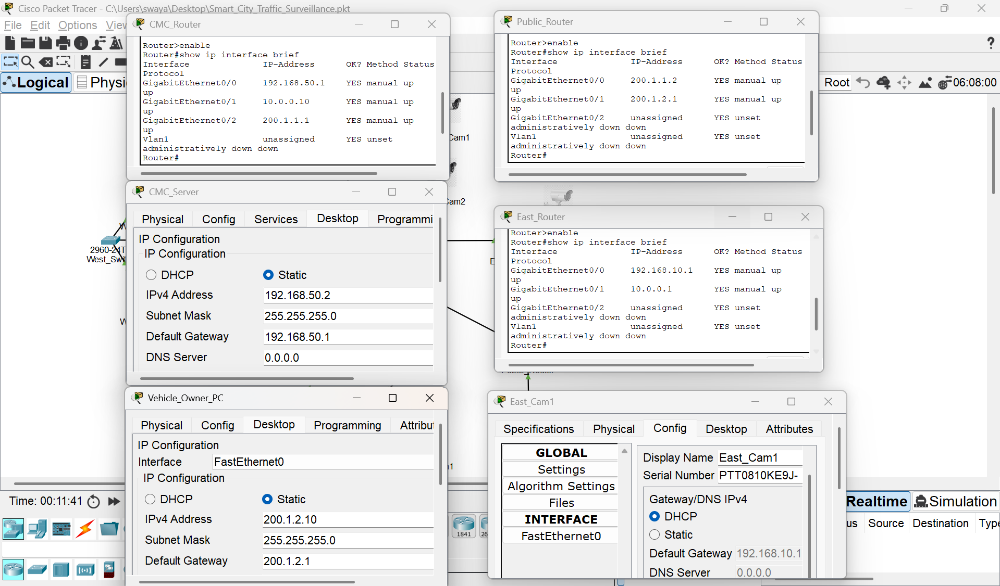 Cisco Packet Tracer - C:\Users\swaya\Desktop\Smart_City_Traffic_Surveillance.pkt
File Edit Options View
Logical
Root
06:08:00
CMC_Router
Router>enable
Router#show ip interface brief
Interface IP-Address OK? Method Status
Protocol
GigabitEthernet0/0 192.168.50.1 YES manual up
up
GigabitEthernet0/1 10.0.0.10 YES manual up
up
GigabitEthernet0/2 200.1.1.1 YES manual up
up
Vlan1 unassigned YES unset
administratively down down
Router#
Public_Router
Router>enable
Router#show ip interface brief
Interface IP-Address OK? Method Status
Protocol
GigabitEthernet0/0 200.1.1.2 YES manual up
up
GigabitEthernet0/1 200.1.2.1 YES manual up
up
GigabitEthernet0/2 unassigned YES unset
administratively down down
Vlan1 unassigned YES unset
administratively down down
Router#
Cam1
Cam2
2960-24T
West_Swit
CMC_Server
Physical Config Services Desktop Programmi
IP Configuration
IP Configuration
DHCP Static
IPv4 Address 192.168.50.2
Subnet Mask 255.255.255.0
Default Gateway 192.168.50.1
DNS Server 0.0.0.0
East_Router
Router>enable
Router#show ip interface brief
Interface IP-Address OK? Method Status
Protocol
GigabitEthernet0/0 192.168.10.1 YES manual up
up
GigabitEthernet0/1 10.0.0.1 YES manual up
up
GigabitEthernet0/2 unassigned YES unset
administratively down down
Vlan1 unassigned YES unset
administratively down down
Router#
Vehicle_Owner_PC
Physical Config Desktop Programming Attribu
IP Configuration
Interface FastEthernet0
IP Configuration
DHCP Static
IPv4 Address 200.1.2.10
Subnet Mask 255.255.255.0
Default Gateway 200.1.2.1
East_Cam1
Specifications Physical Config Desktop Attributes
GLOBAL
Settings
Algorithm Settings
Files
INTERFACE
FastEthernet0
Display Name East_Cam1
Serial Number PTT0810KE9J-
Gateway/DNS IPv4
DHCP
Static
Default Gateway 192.168.10.1
DNS Server 0.0.0.0
Time: 00:11:41
1841
Realtime Simulation
us Source Destination Type